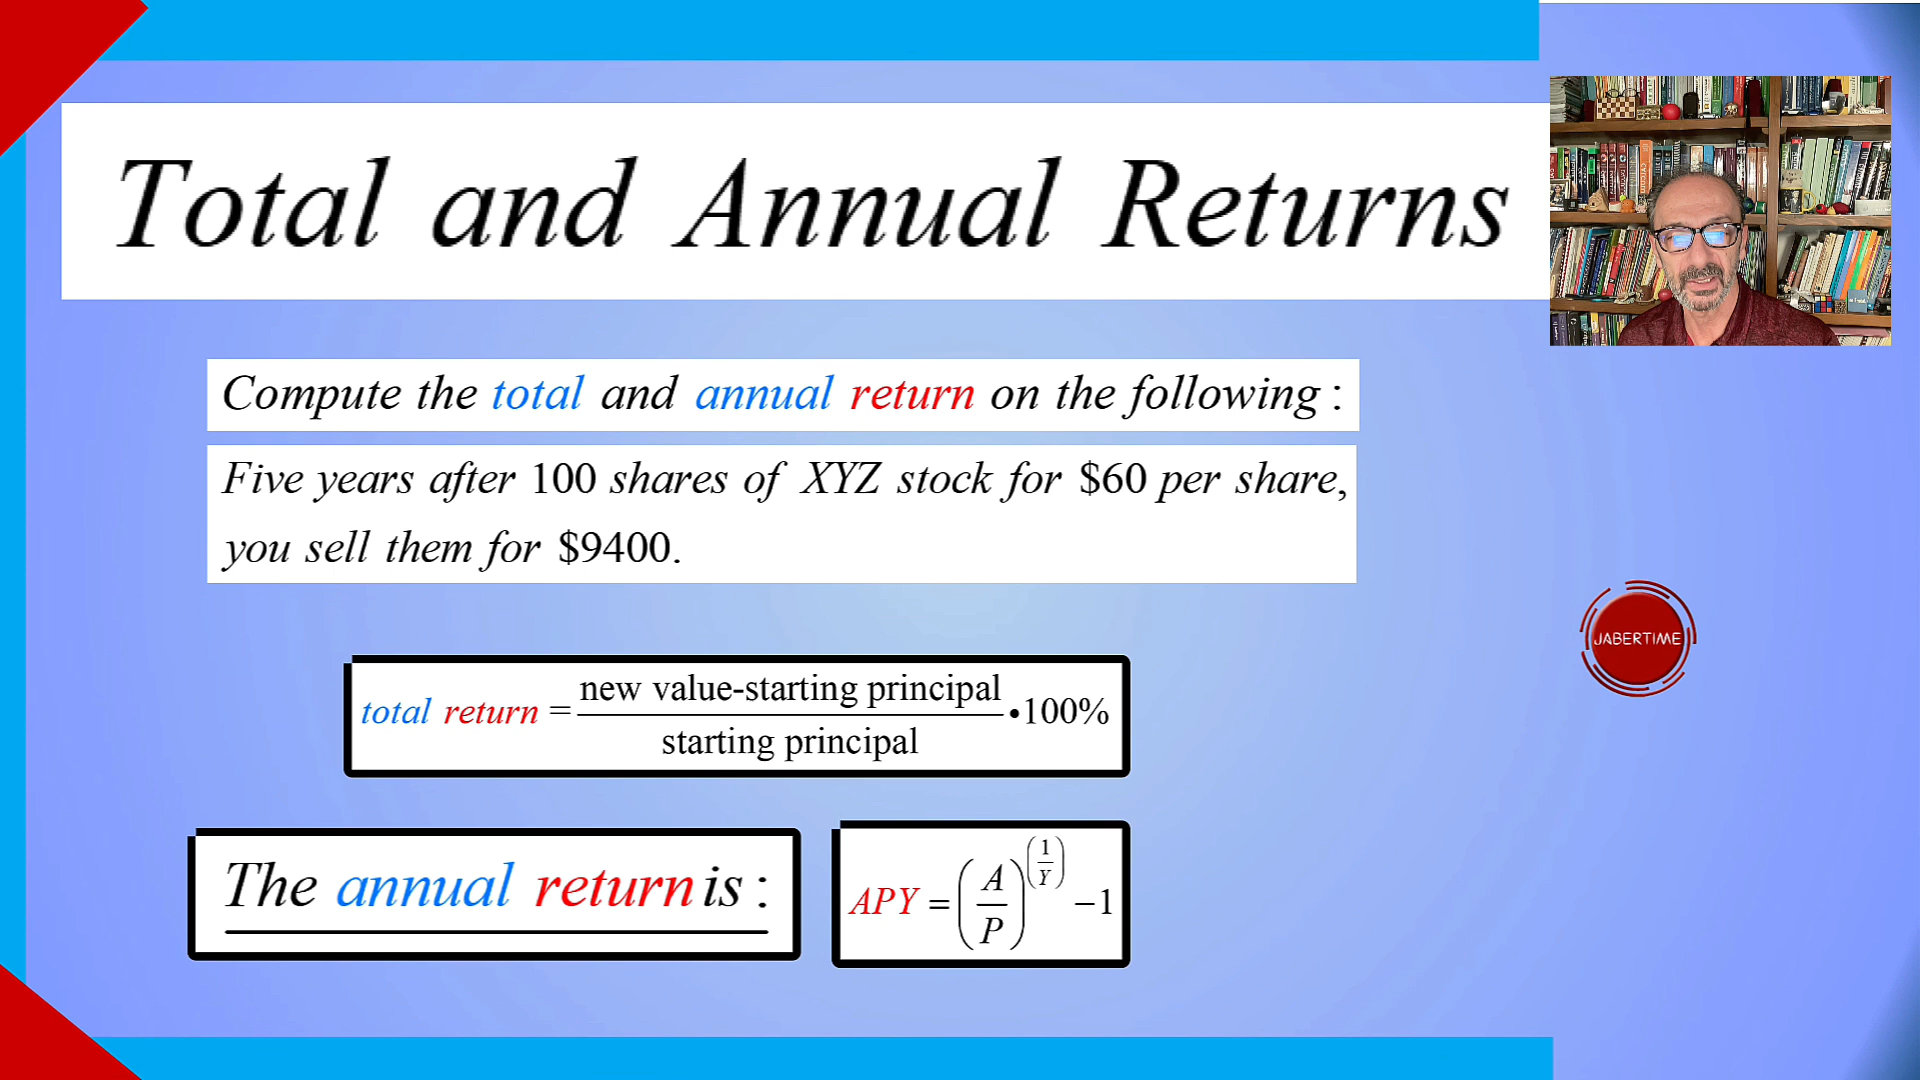 Total and Annual Returns
Compute the total and annual return on the following :
Five years after 100 shares of XYZ stock for $60 per share,
you sell them for $9400.
JABERTIME
total return = new value-starting principal / starting principal •100%
The annual return is :
APY = (A/P)^(1/Y) −1